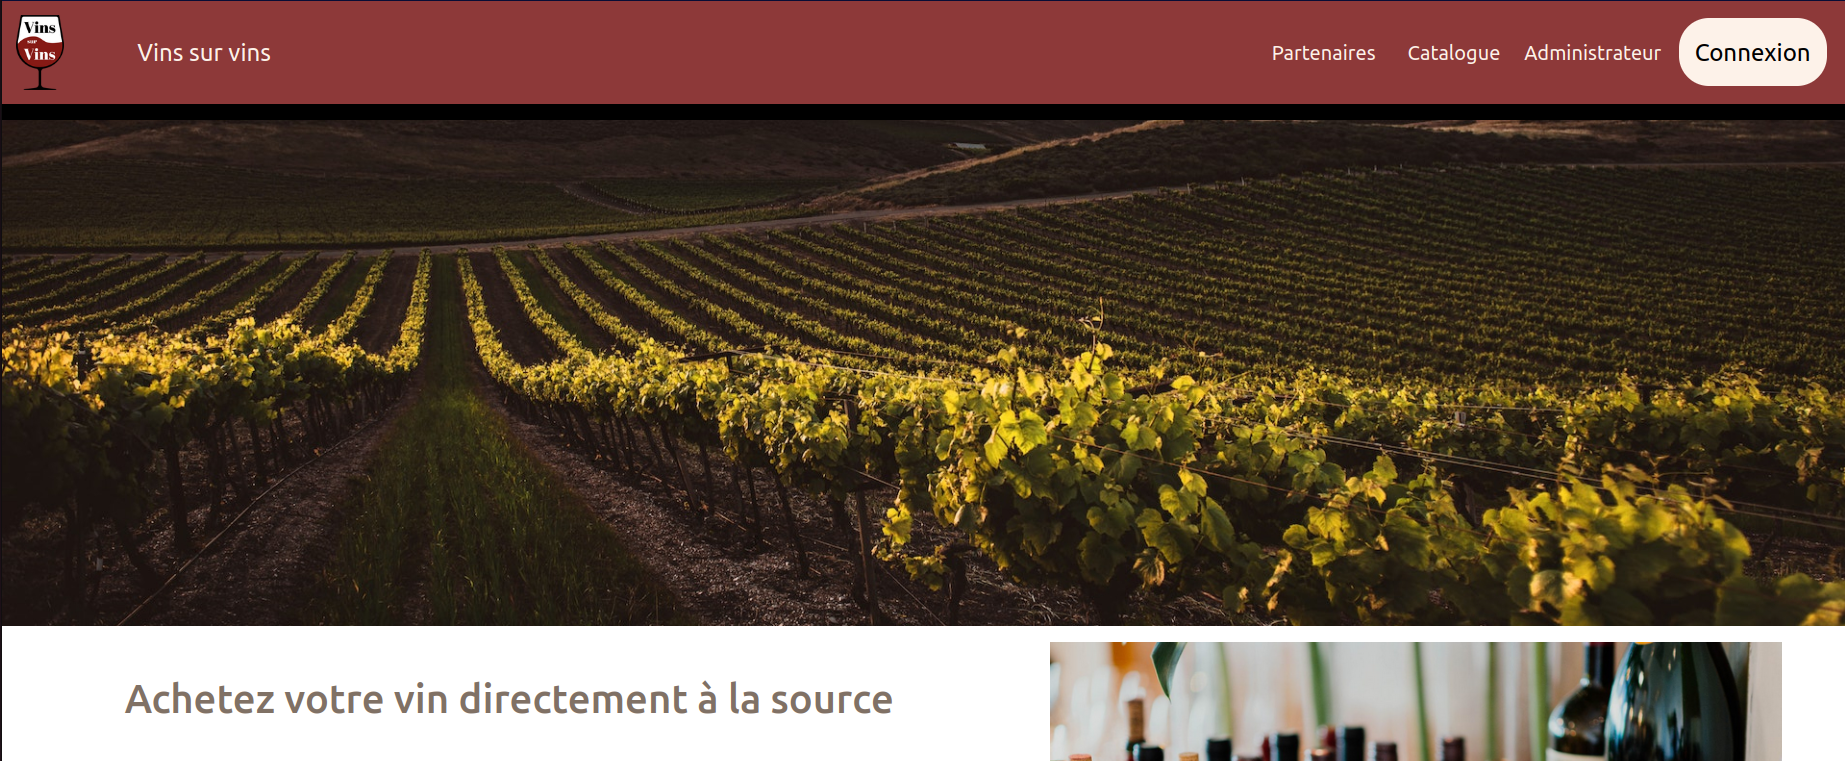 Vins
sur
Vins
Vins sur vins
Partenaires
Catalogue
Administrateur
Connexion
Achetez votre vin directement à la source